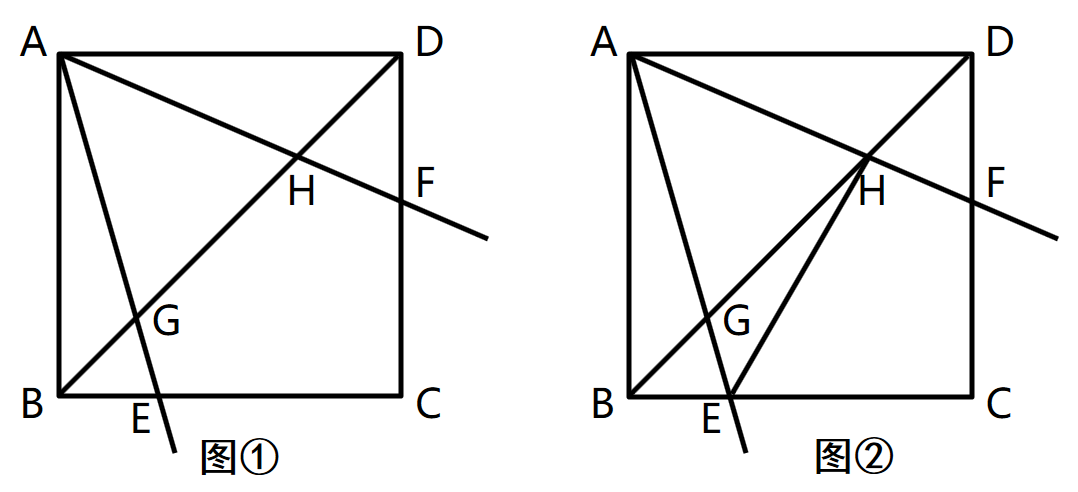 A D A D
H F H F
G G
B E C B E C
图① 图②